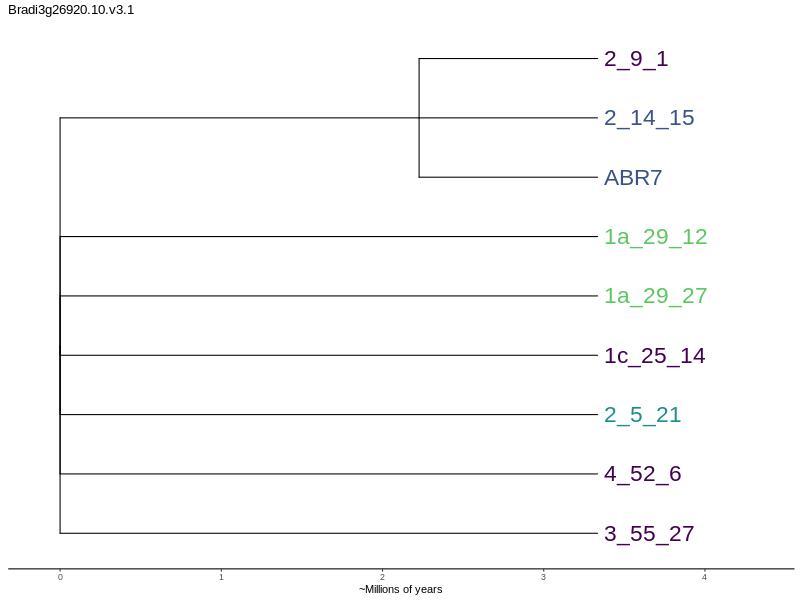 Bradi3g26920.10.v3.1
2_9_1
2_14_15
ABR7
1a_29_12
1a_29_27
1c_25_14
2_5_21
4_52_6
3_55_27
0 1 2 3 4
~Millions of years